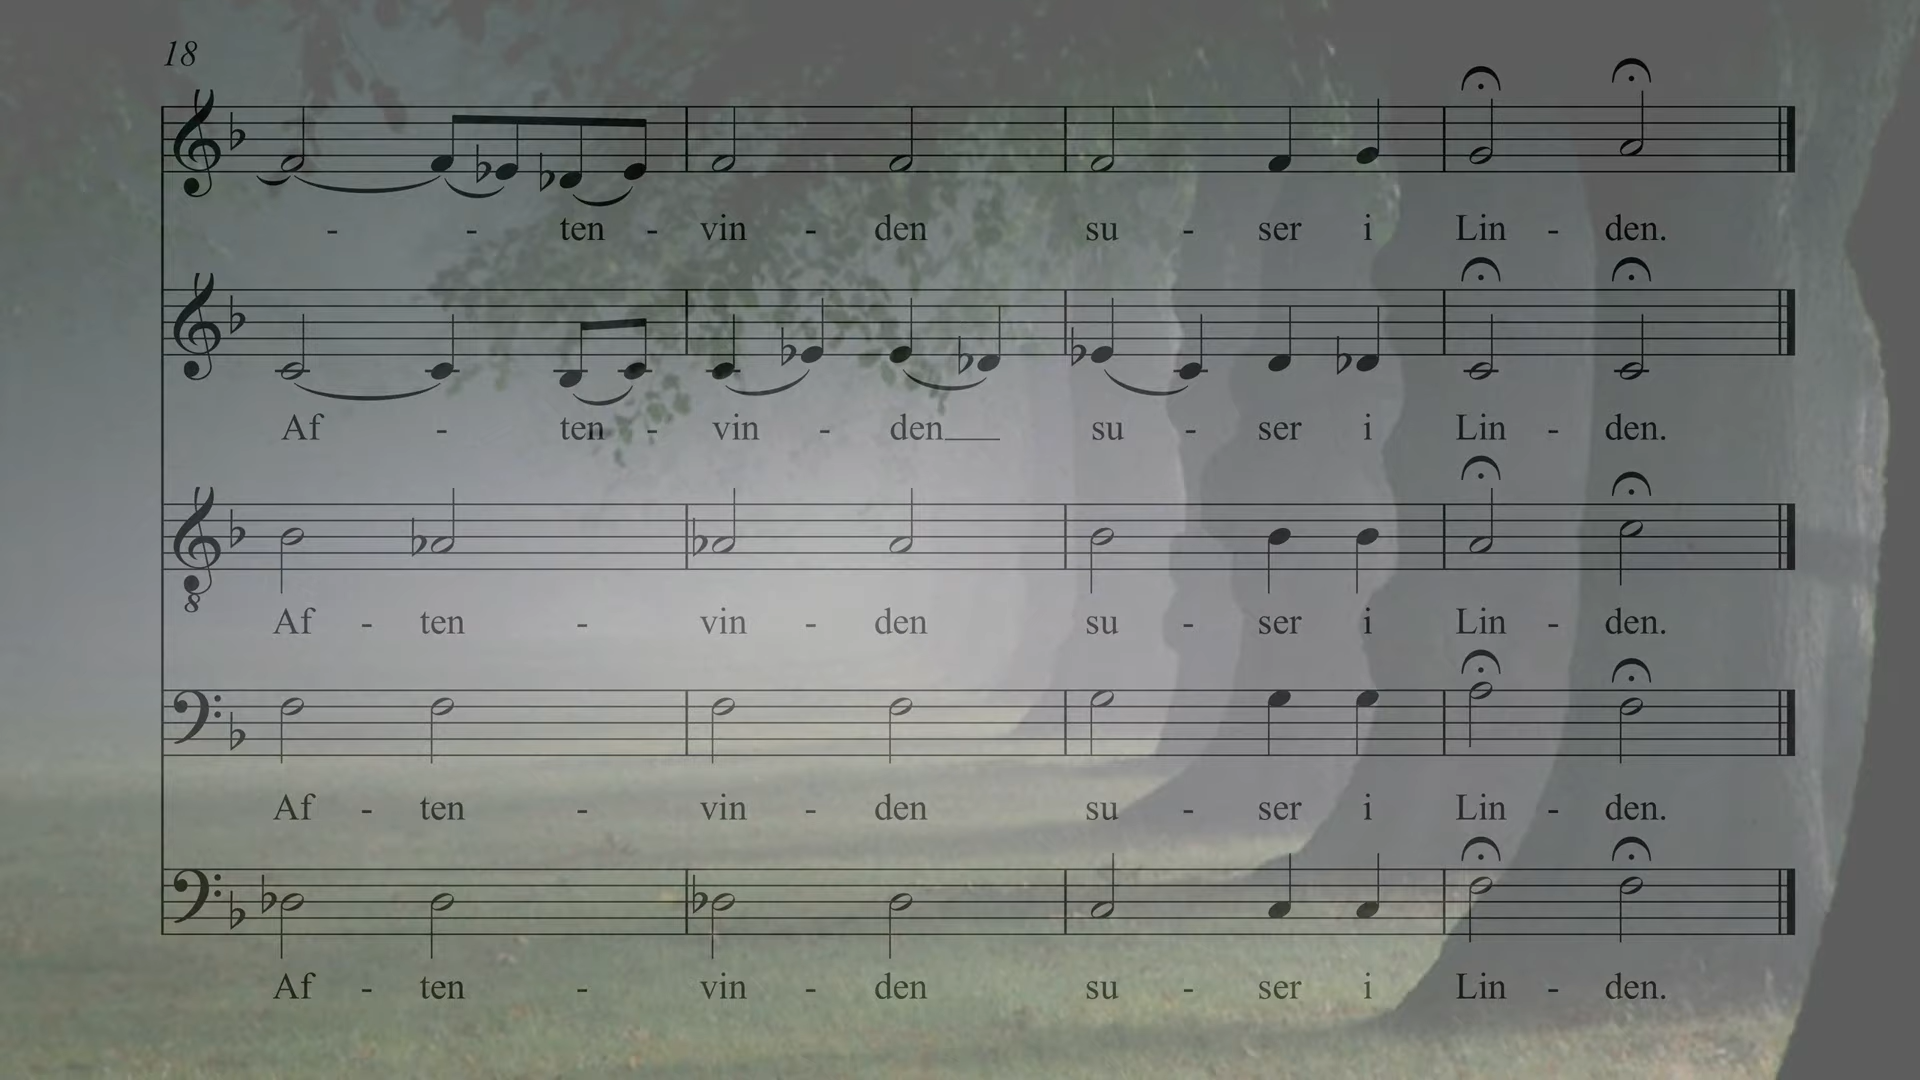 18
- - ten - vin - den su - ser i Lin - den.
Af - ten - vin - den__ su - ser i Lin - den.
8
Af - ten - vin - den su - ser i Lin - den.
Af - ten - vin - den su - ser i Lin - den.
Af - ten - vin - den su - ser i Lin - den.